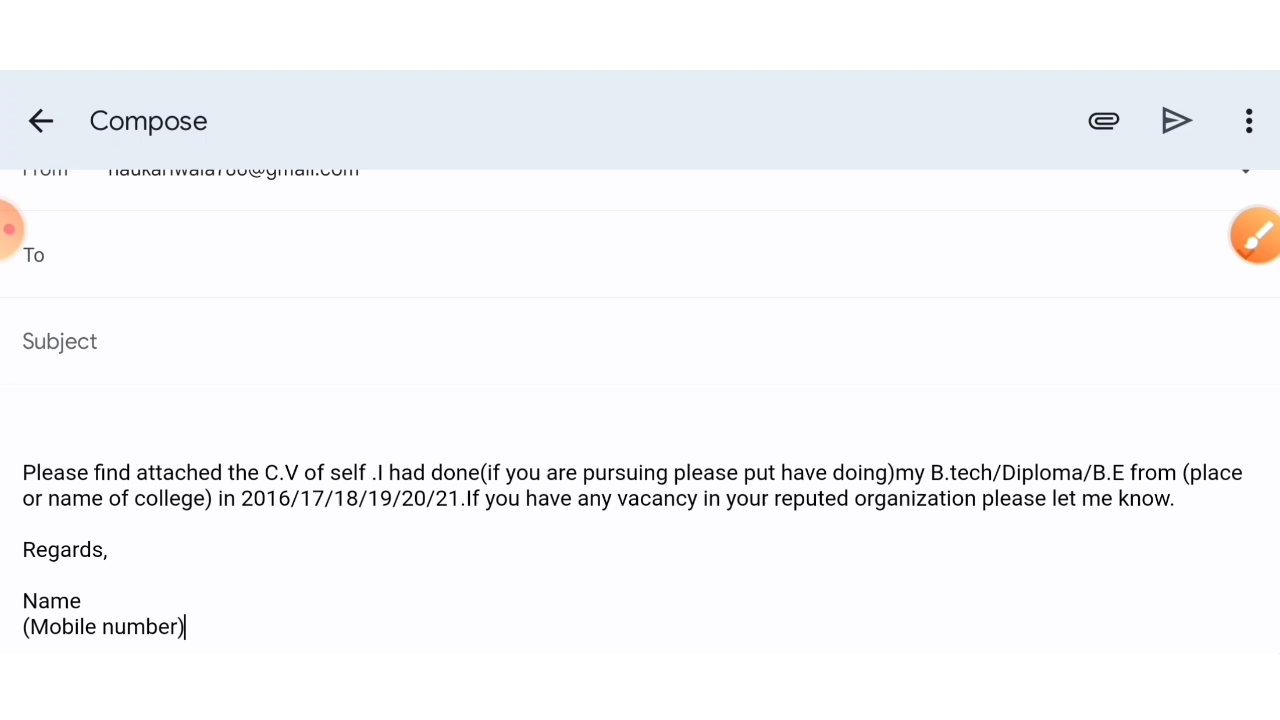 Compose
From
To
Subject
Please find attached the C.V of self .I had done(if you are pursuing please put have doing)my B.tech/Diploma/B.E from (place
or name of college) in 2016/17/18/19/20/21.If you have any vacancy in your reputed organization please let me know.
Regards,
Name
(Mobile number)